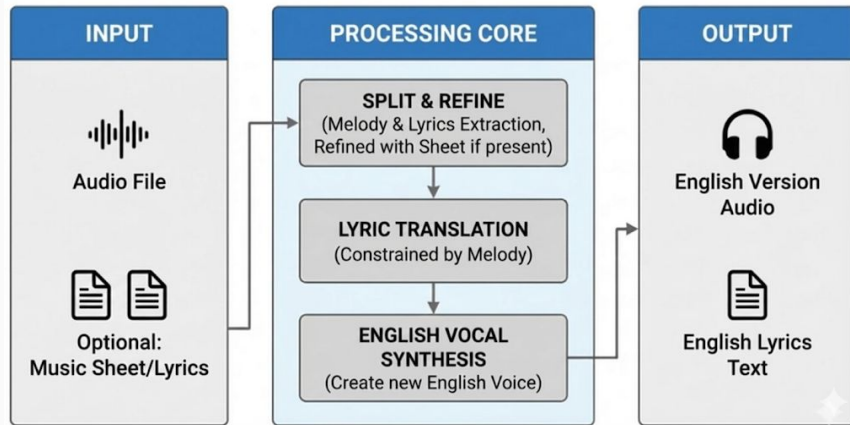 INPUT
Audio File
Optional:
Music Sheet/Lyrics
PROCESSING CORE
SPLIT & REFINE
(Melody & Lyrics Extraction,
Refined with Sheet if present)
LYRIC TRANSLATION
(Constrained by Melody)
ENGLISH VOCAL
SYNTHESIS
(Create new English Voice)
OUTPUT
English Version
Audio
English Lyrics
Text